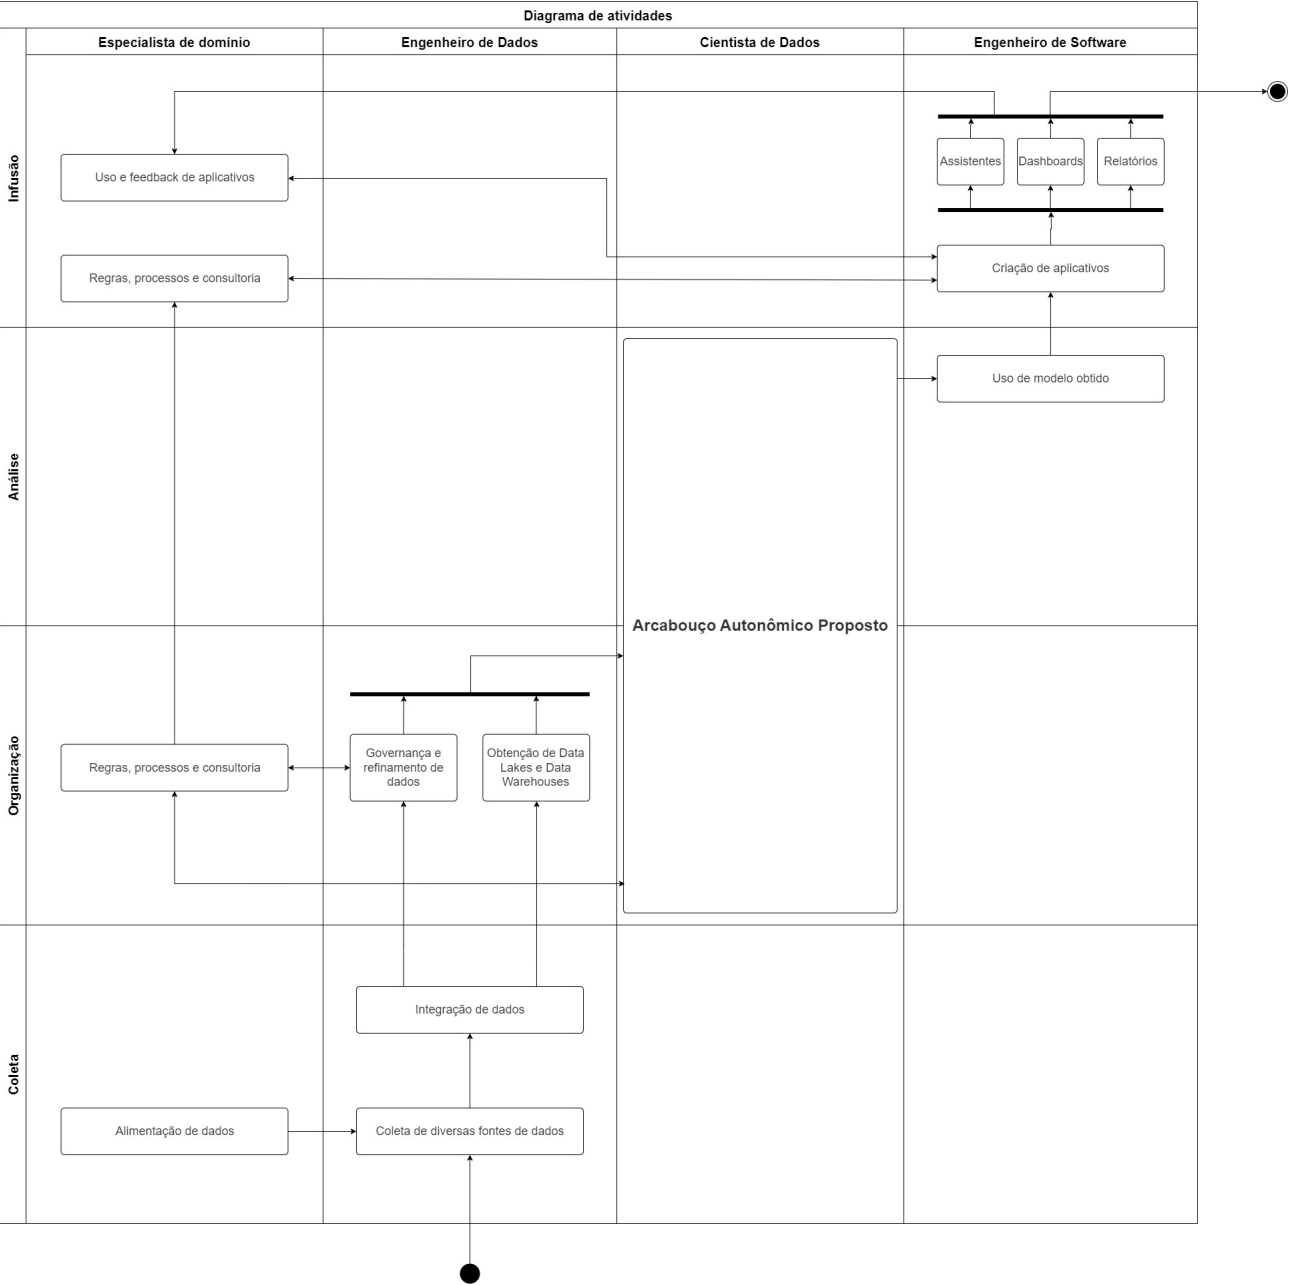 Diagrama de atividades
Especialista de domínio
Engenheiro de Dados
Cientista de Dados
Engenheiro de Software
Infusão
Assistentes
Dashboards
Relatórios
Uso e feedback de aplicativos
Regras, processos e consultoria
Criação de aplicativos
Análise
Uso de modelo obtido
Arcabouço Autonômico Proposto
Organização
Regras, processos e consultoria
Governança e
refinamento de
dados
Obtenção de Data
Lakes e Data
Warehouses
Coleta
Integração de dados
Alimentação de dados
Coleta de diversas fontes de dados